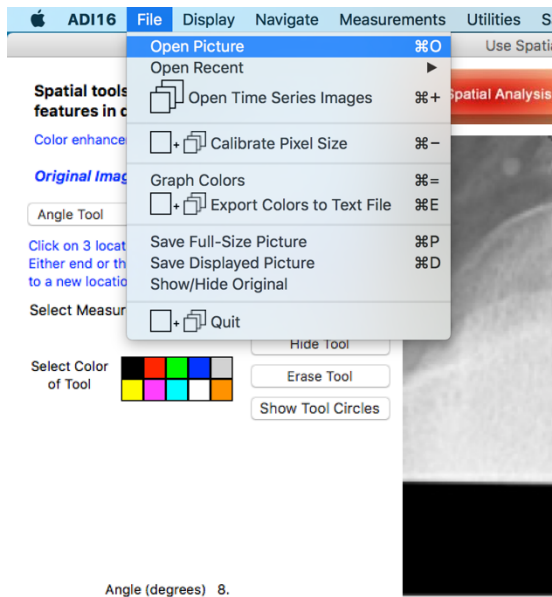 ADI16 File Display Navigate Measurements Utilities S
Use Spati
Open Picture ⌘O
Open Recent ▶
Open Time Series Images ⌘+
+ Calibrate Pixel Size ⌘−
Graph Colors ⌘=
+ Export Colors to Text File ⌘E
Save Full-Size Picture ⌘P
Save Displayed Picture ⌘D
Show/Hide Original
+ Quit
Spatial tools
features in d
Spatial Analysis
Color enhance
Original Imag
Angle Tool
Click on 3 locat
Either end or th
to a new locatio
Select Measur
Hide Tool
Select Color
of Tool
Erase Tool
Show Tool Circles
Angle (degrees) 8.